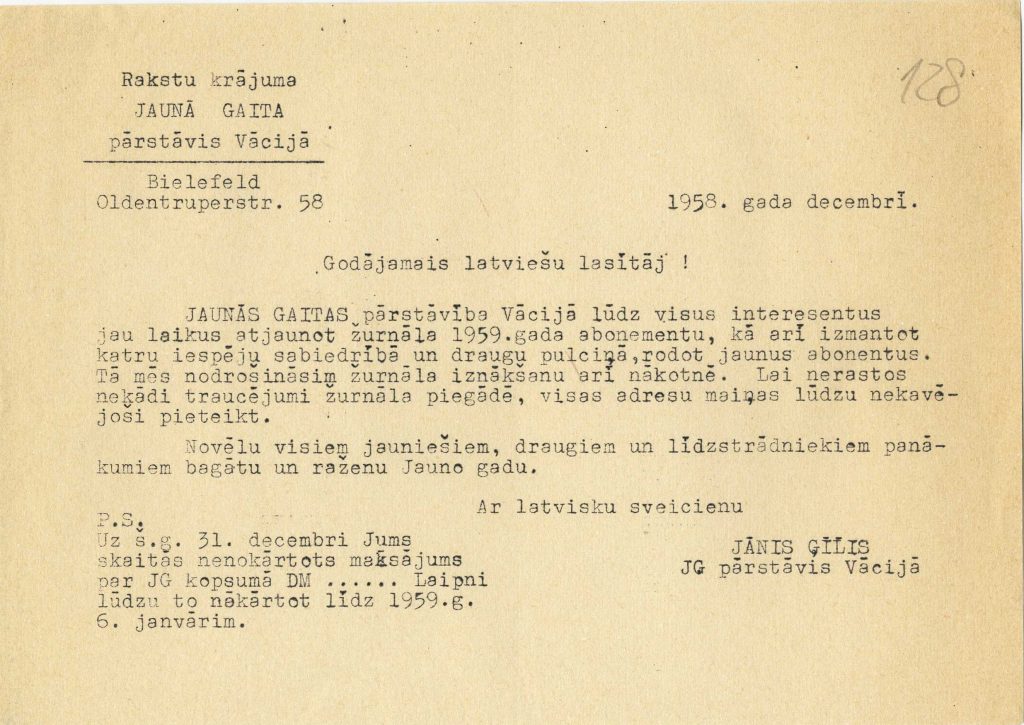 128
Rakstu krājuma
JAUNĀ GAITA
pārstāvis Vācijā
Bielefeld
Oldentruperstr. 58
1958. gada decembrī.
Godājamais latviešu lasītāj !
JAUNĀS GAITAS pārstāvība Vācijā lūdz visus interesentus
jau laikus atjaunot žurnāla 1959.gada abonementu, kā arī izmantot
katru iespēju sabiedrībā un draugu pulciņā,rodot jaunus abonentus.
Tā mēs nodrošināsim žurnāla iznākšanu arī nākotnē. Lai nerastos
nekādi traucējumi žurnāla piegādē, visas adresu maiņas lūdzu nekavē-
joši pieteikt.
Novēlu visiem jauniešiem, draugiem un līdzstrādniekiem panā-
kumiem bagātu un raženu Jauno gadu.
Ar latvisku sveicienu
P.S.
Uz š.g. 31. decembri Jums
skaitās nenokārtots maksājums
par JG kopsumā DM ...... Laipni
lūdzu to nākārtot līdz 1959.g.
6. janvārim.
JĀNIS ĢĪLIS
JG pārstāvis Vācijā